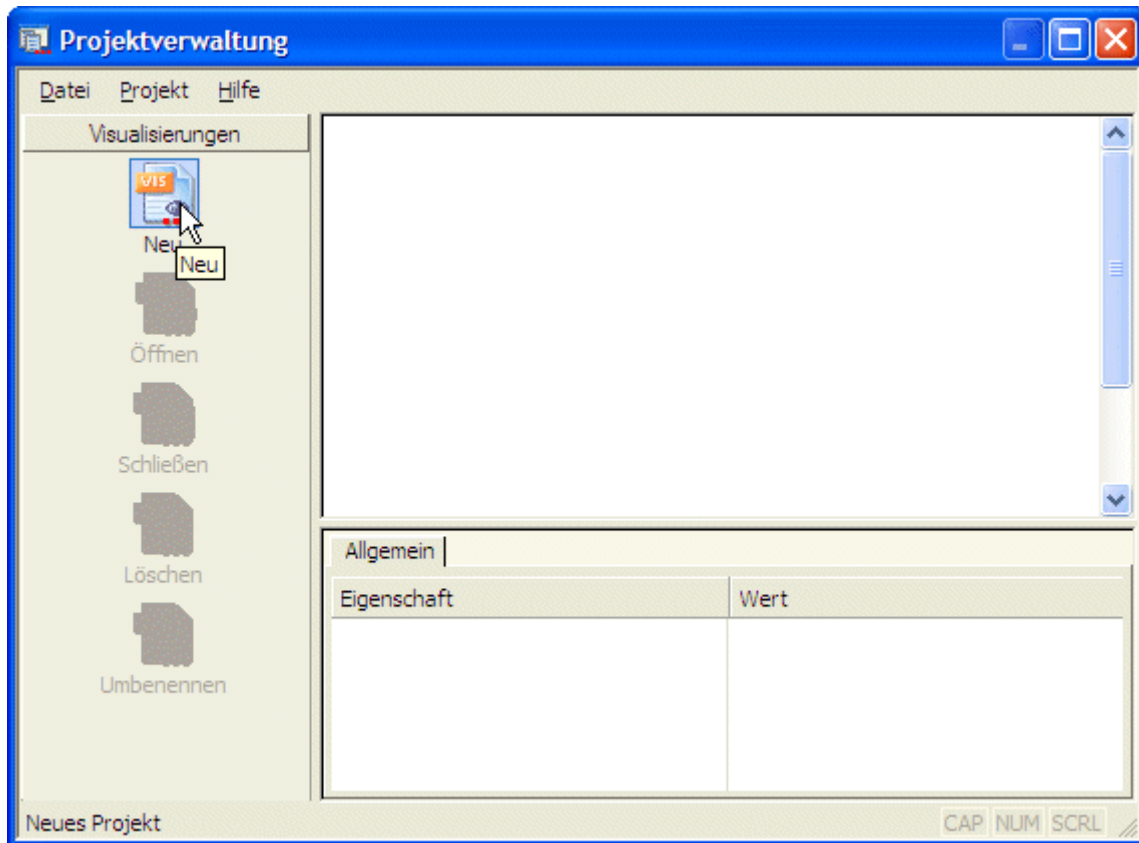 Projektverwaltung
Datei Projekt Hilfe
Visualisierungen
VIS
Neu
Neu
Öffnen
Schließen
Löschen
Umbenennen
Allgemein
Eigenschaft Wert
Neues Projekt CAP NUM SCRL